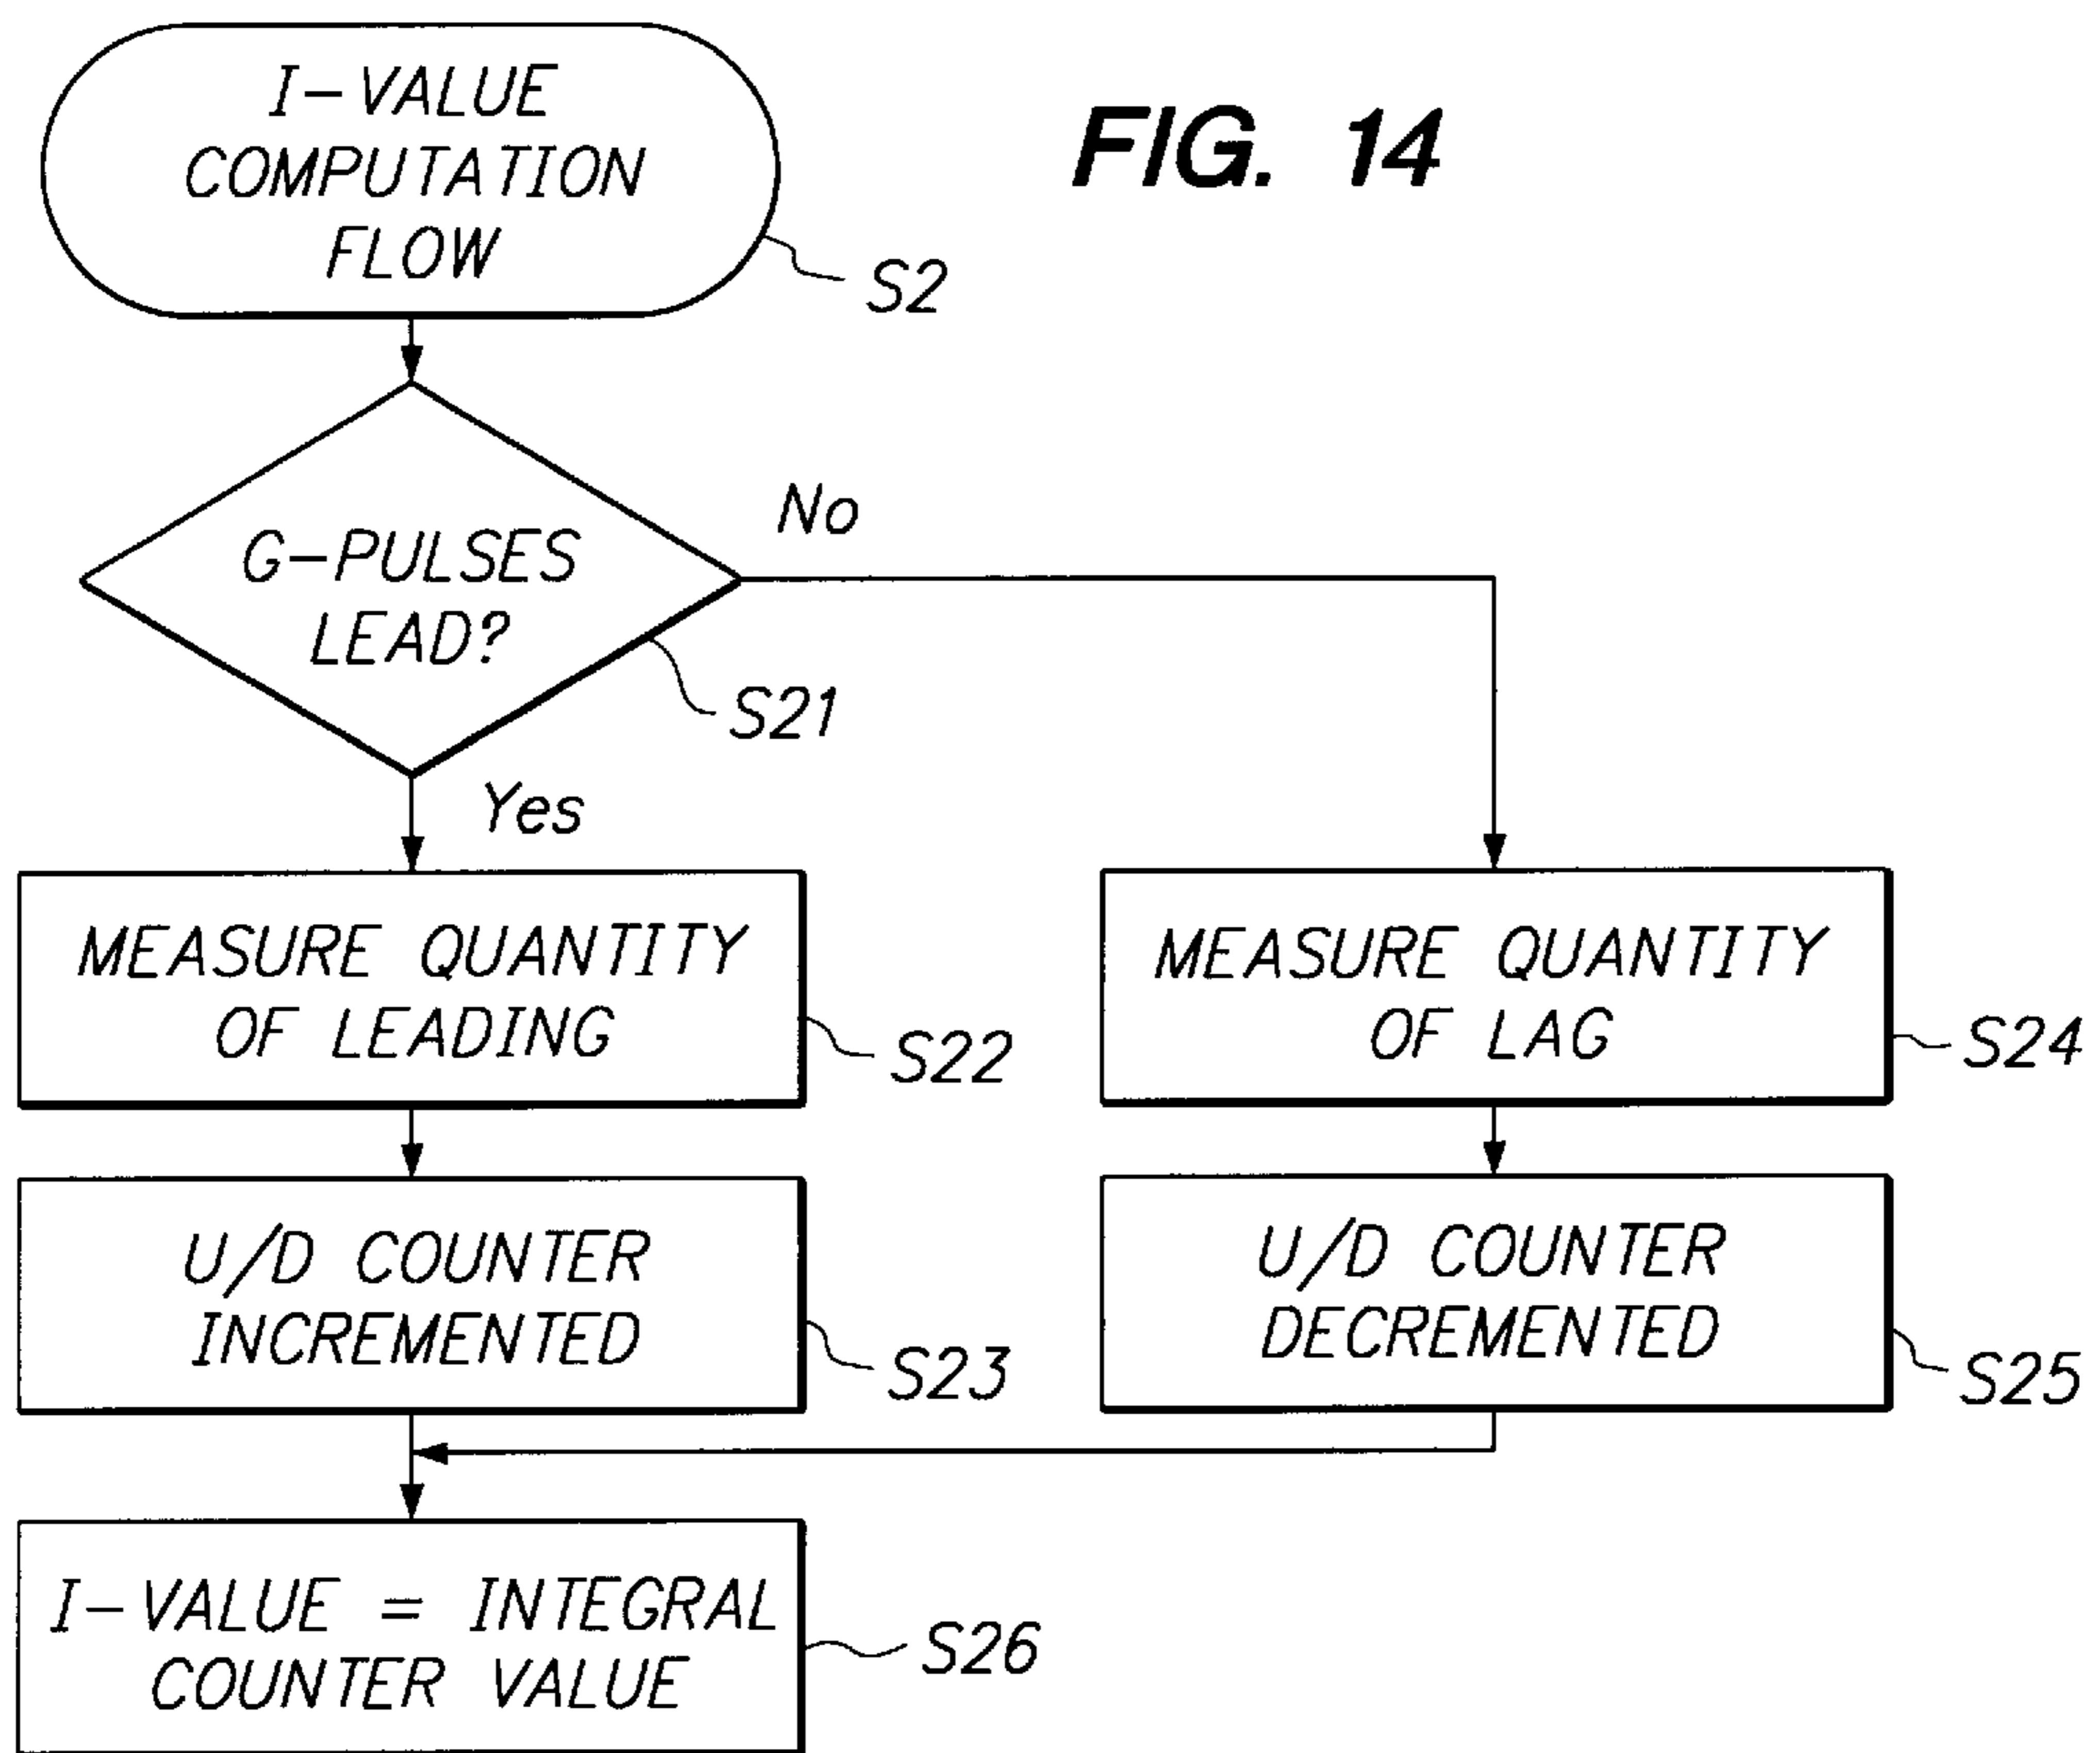 I-VALUE
COMPUTATION
FLOW
S2
FIG. 14
G-PULSES
LEAD?
S21
No
Yes
MEASURE QUANTITY
OF LEADING
S22
MEASURE QUANTITY
OF LAG
S24
U/D COUNTER
INCREMENTED
S23
U/D COUNTER
DECREMENTED
S25
I-VALUE = INTEGRAL
COUNTER VALUE
S26